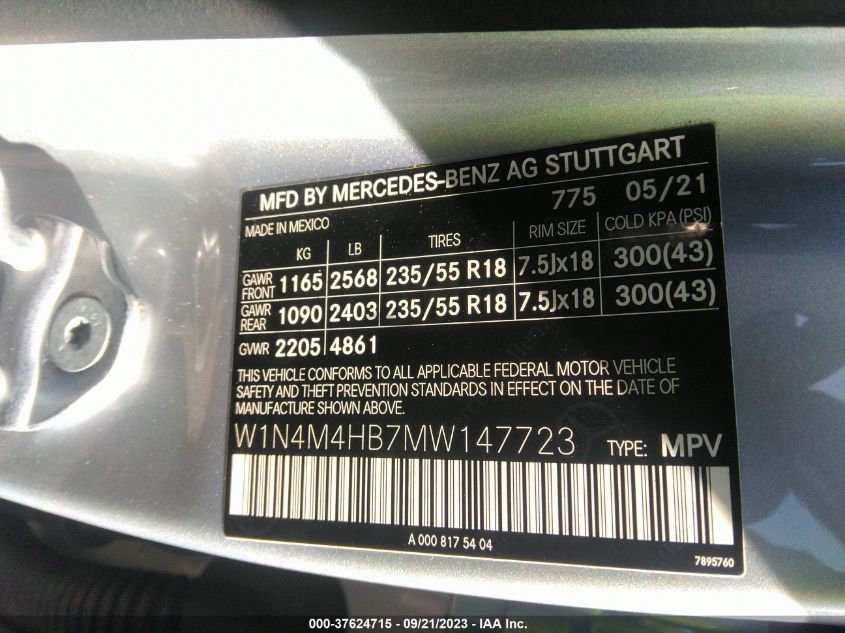 MFD BY MERCEDES-BENZ AG STUTTGART
775 05/21
MADE IN MEXICO
KG LB TIRES RIM SIZE COLD KPA (PSI)
GAWR FRONT 1165 2568 235/55 R18 7.5Jx18 300(43)
GAWR REAR 1090 2403 235/55 R18 7.5Jx18 300(43)
GVWR 2205 4861
THIS VEHICLE CONFORMS TO ALL APPLICABLE FEDERAL MOTOR VEHICLE
SAFETY AND THEFT PREVENTION STANDARDS IN EFFECT ON THE DATE OF
MANUFACTURE SHOWN ABOVE.
W1N4M4HB7MW147723 TYPE: MPV
A 000 817 54 04
7895760
000-37624715 - 09/21/2023 - IAA Inc.